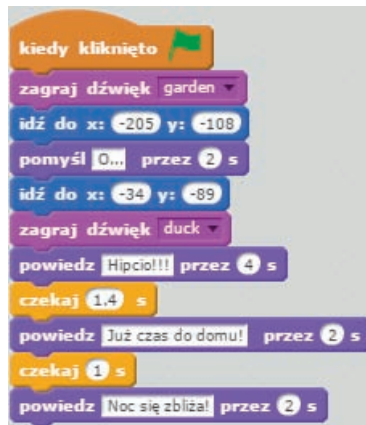 kiedy kliknięto
zagraj dźwięk garden
idź do x: -205 y: -108
pomyśl O... przez 2 s
idź do x: -34 y: -89
zagraj dźwięk duck
powiedz Hipcio!!! przez 4 s
czekaj 1.4 s
powiedz Już czas do domu! przez 2 s
czekaj 1 s
powiedz Noc się zbliża! przez 2 s